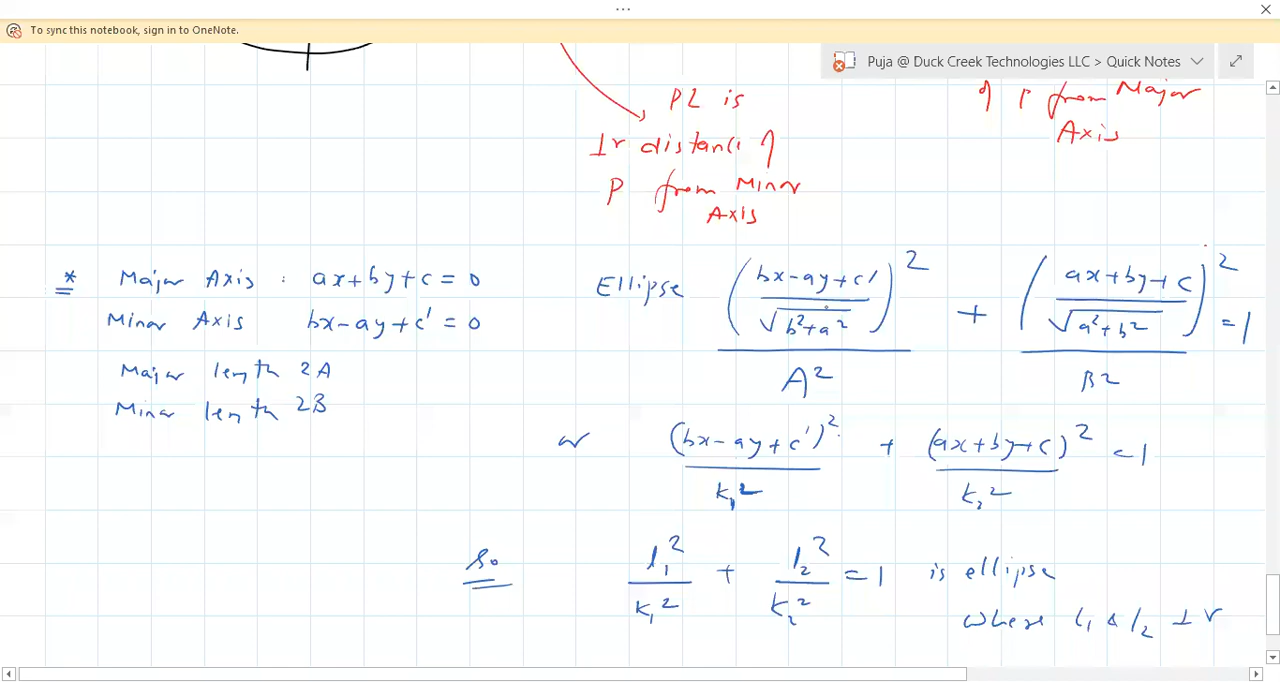 To sync this notebook, sign in to OneNote.
Puja @ Duck Creek Technologies LLC > Quick Notes
PL is
⊥r distance of
P from Minor
Axis
of P from Major
Axis
* Major Axis : ax+by+c=0
Minor Axis bx-ay+c'=0
Major length 2A
Minor length 2B
Ellipse ((bx-ay+c')/√(b²+a²))²/A² + ((ax+by+c)/√(a²+b²))²/B² =1
or (bx-ay+c')²/k₁² + (ax+by+c)²/k₂² =1
So l₁²/k₁² + l₂²/k₂² =1 is ellipse
where l₁ & l₂ ⊥r